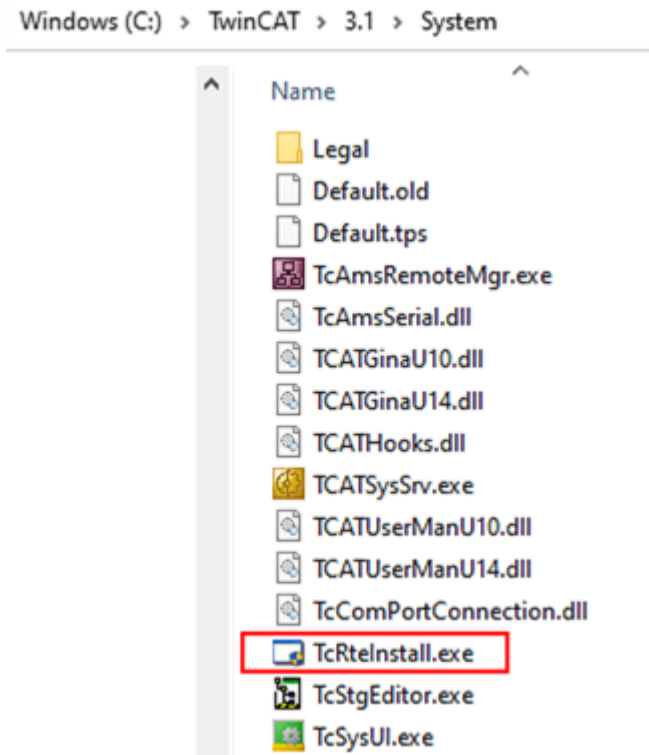 Windows (C:) > TwinCAT > 3.1 > System
Name
Legal
Default.old
Default.tps
TcAmsRemoteMgr.exe
TcAmsSerial.dll
TCATGinaU10.dll
TCATGinaU14.dll
TCATHooks.dll
TCATSysSrv.exe
TCATUserManU10.dll
TCATUserManU14.dll
TcComPortConnection.dll
TcRteInstall.exe
TcStgEditor.exe
TcSysUI.exe